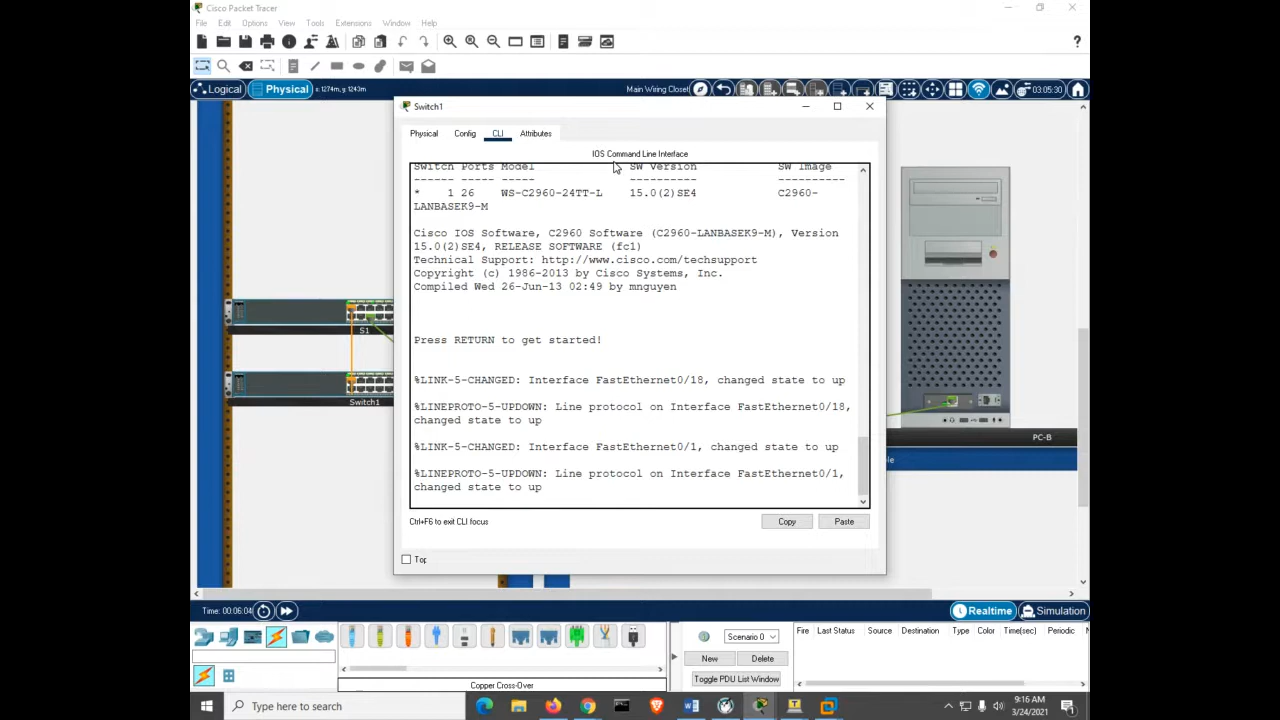 Cisco Packet Tracer
File Edit Options View Tools Extensions Window Help
?
Logical Physical x: 1274m, y: 1243m Main Wiring Closet 03:05:30
Switch1
Physical Config CLI Attributes
IOS Command Line Interface
Switch Ports Model SW Version SW Image
------ ----- ----- ---------- ----------
* 1 26 WS-C2960-24TT-L 15.0(2)SE4 C2960-
LANBASEK9-M
Cisco IOS Software, C2960 Software (C2960-LANBASEK9-M), Version
15.0(2)SE4, RELEASE SOFTWARE (fc1)
Technical Support: http://www.cisco.com/techsupport
Copyright (c) 1986-2013 by Cisco Systems, Inc.
Compiled Wed 26-Jun-13 02:49 by mnguyen
Press RETURN to get started!
%LINK-5-CHANGED: Interface FastEthernet0/18, changed state to up
%LINEPROTO-5-UPDOWN: Line protocol on Interface FastEthernet0/18,
changed state to up
%LINK-5-CHANGED: Interface FastEthernet0/1, changed state to up
%LINEPROTO-5-UPDOWN: Line protocol on Interface FastEthernet0/1,
changed state to up
Ctrl+F6 to exit CLI focus
Copy Paste
Top
S1
Switch1
PC-B
Time: 00:06:04
Realtime Simulation
Scenario 0
New Delete
Toggle PDU List Window
Fire Last Status Source Destination Type Color Time(sec) Periodic
Copper Cross-Over
Type here to search
9:16 AM
3/24/2021